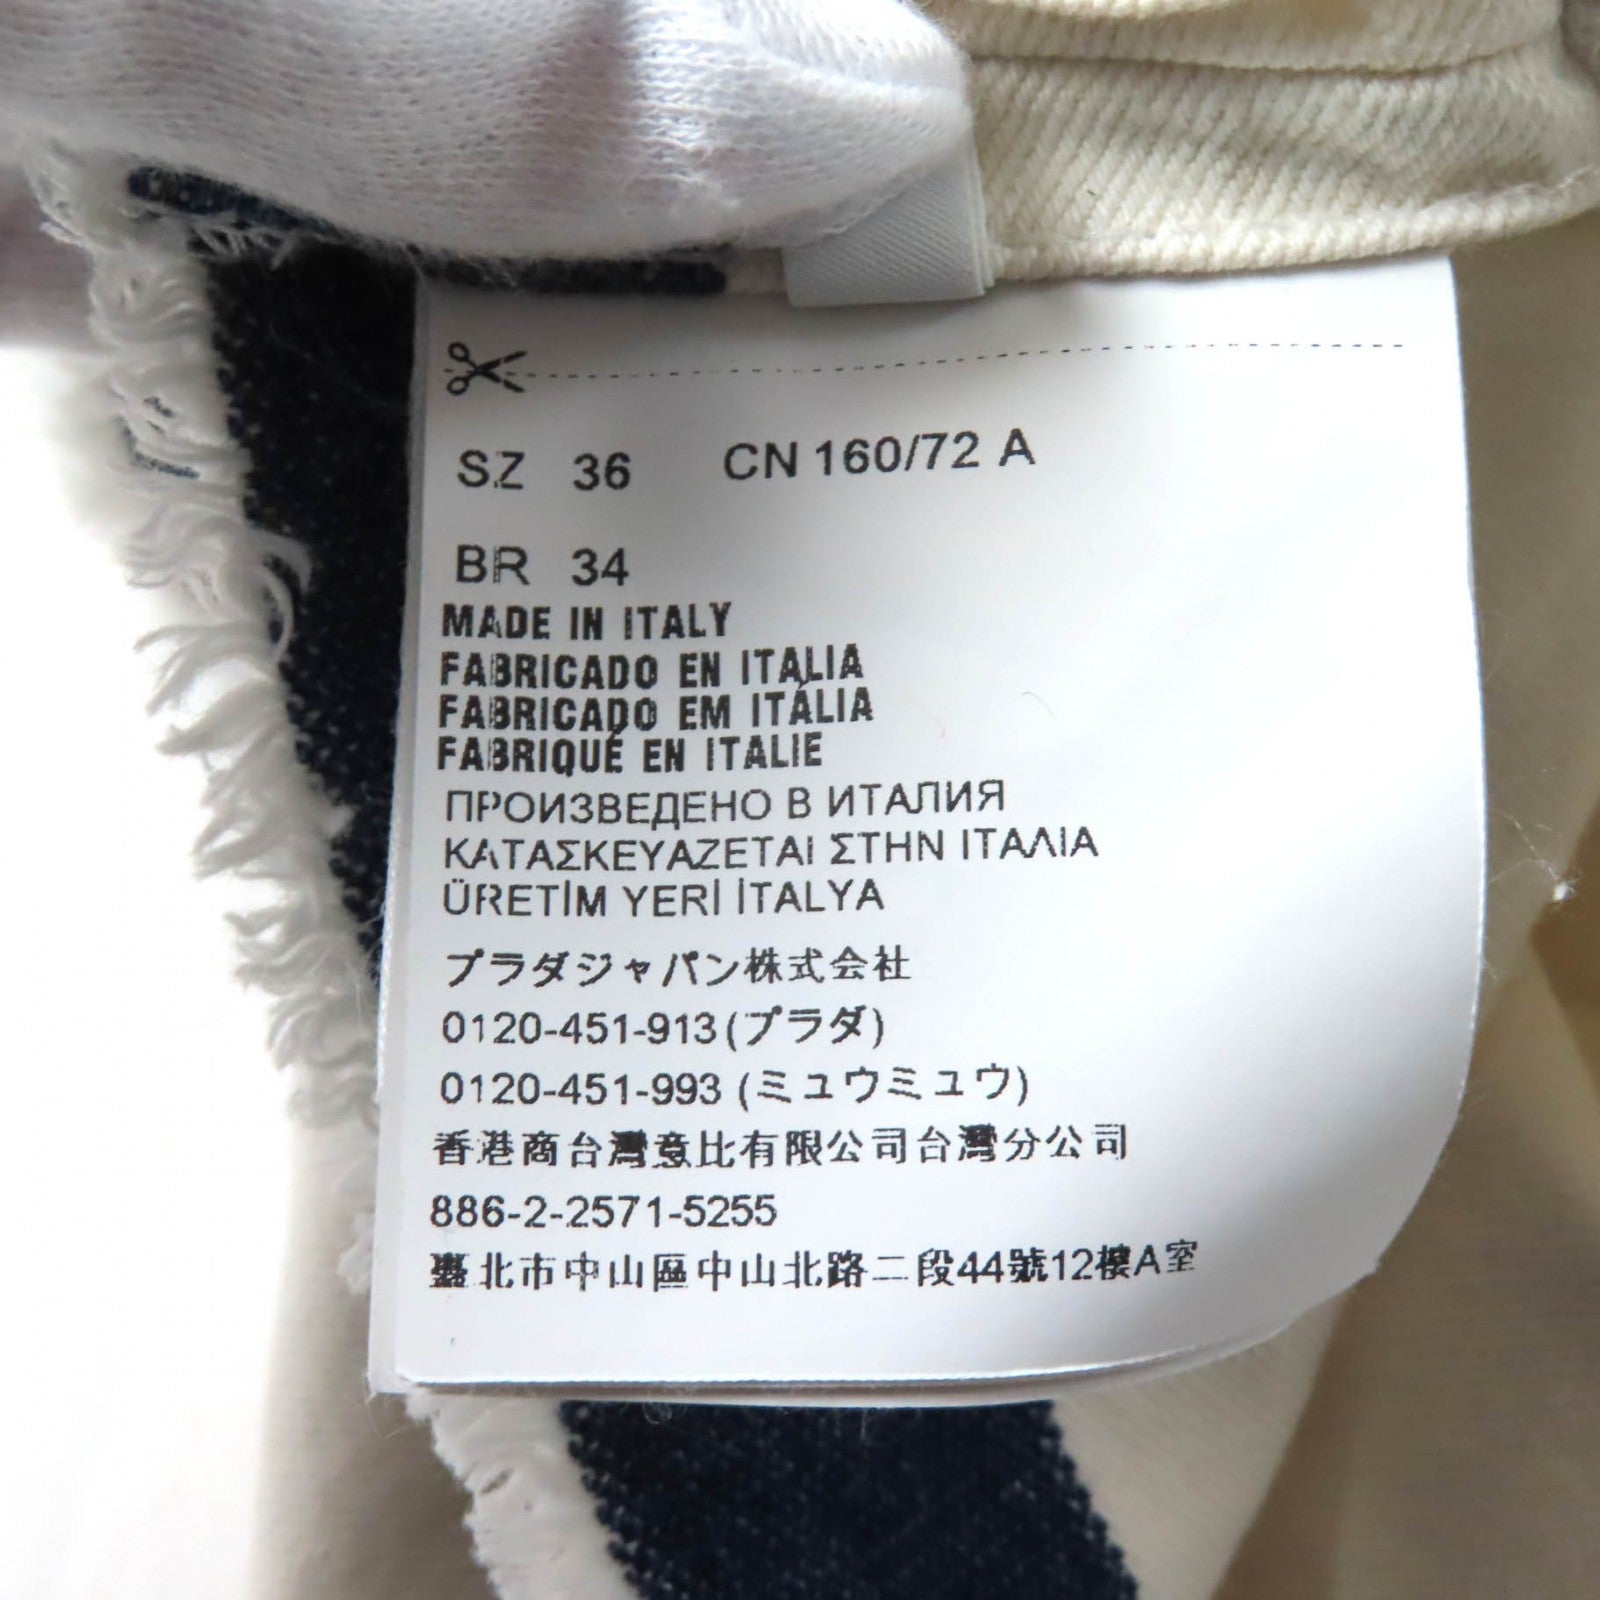 SZ 36 CN 160/72 A
BR 34
MADE IN ITALY
FABRICADO EN ITALIA
FABRICADO EM ITÁLIA
FABRIQUÉ EN ITALIE
ПРОИЗВЕДЕНО В ИТАЛИЯ
ΚΑΤΑΣΚΕΥΑΖΕΤΑΙ ΣΤΗΝ ΙΤΑΛΙΑ
ÜRETİM YERİ İTALYA
プラダジャパン株式会社
0120-451-913 (プラダ)
0120-451-993 (ミュウミュウ)
香港商台灣意比有限公司台灣分公司
886-2-2571-5255
臺北市中山區中山北路二段44號12樓A室